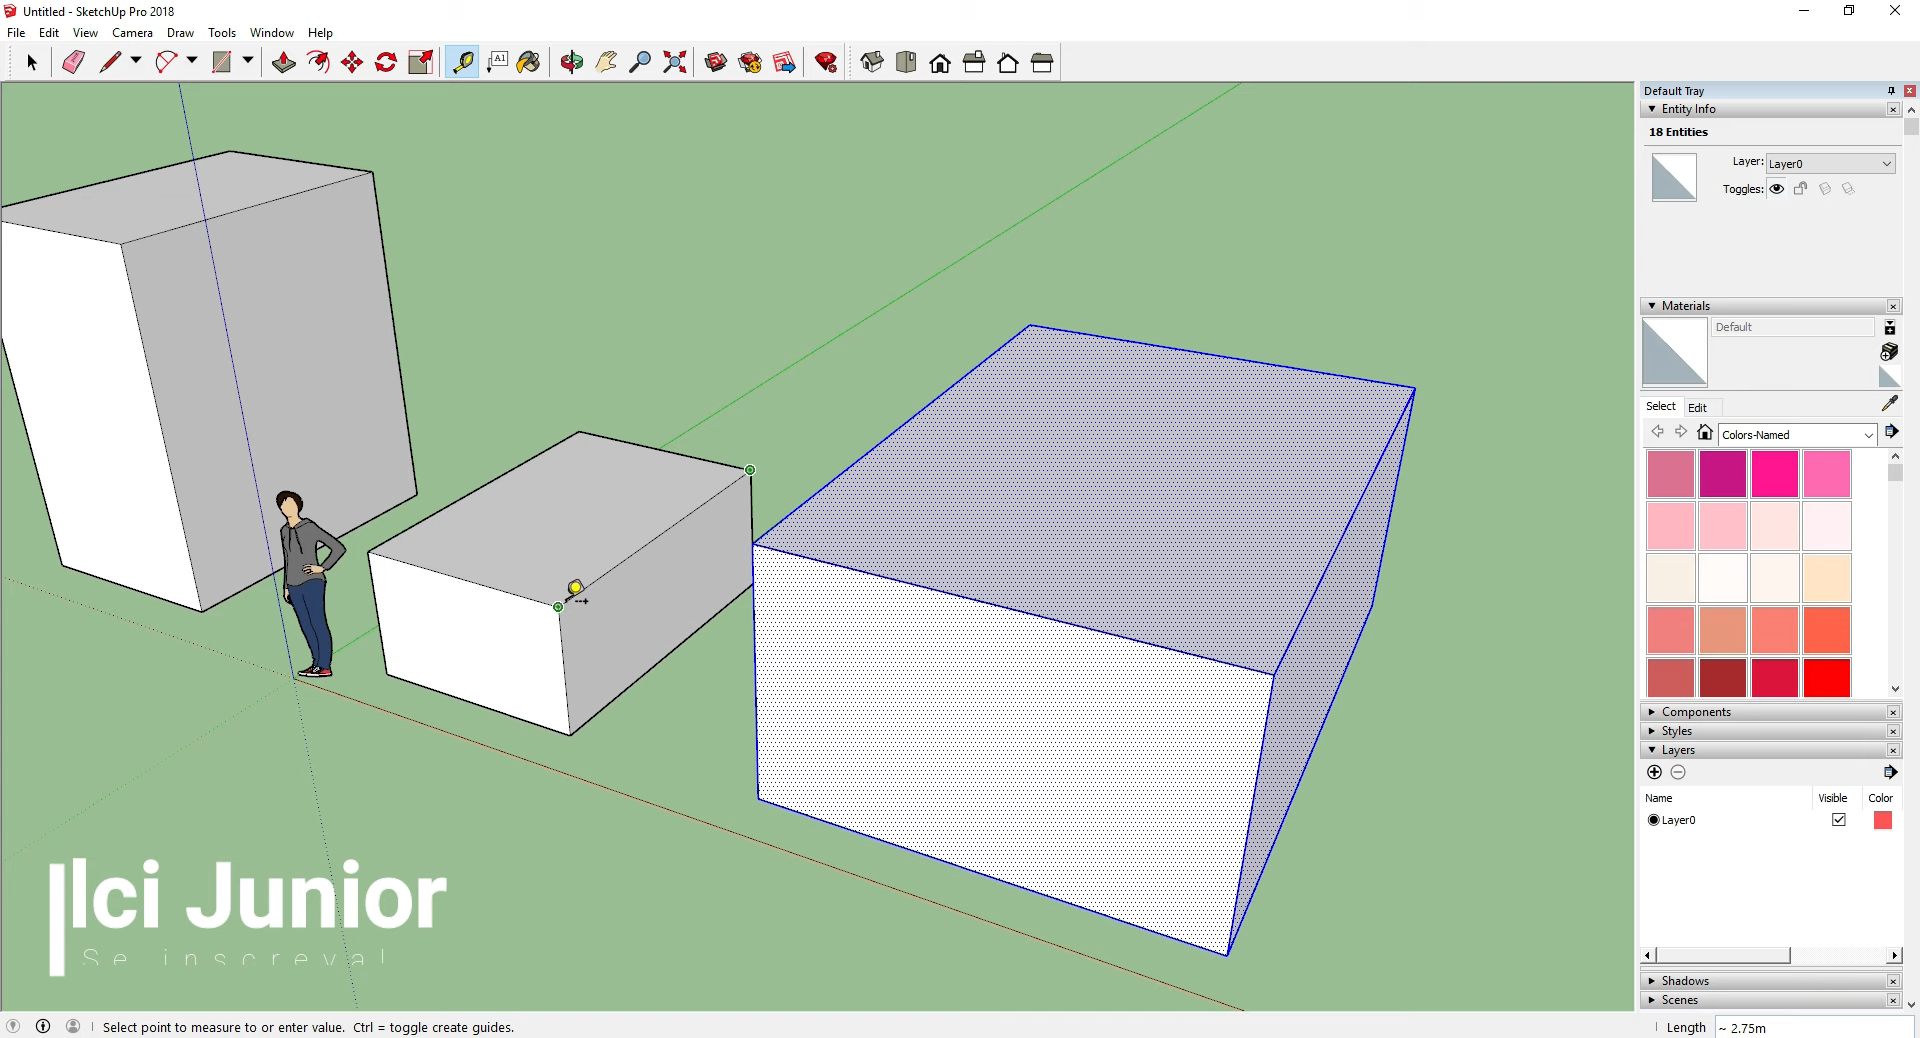 Untitled - SketchUp Pro 2018
File Edit View Camera Draw Tools Window Help
A1
Default Tray
Entity Info
18 Entities
Layer: Layer0
Toggles:
Materials
Default
Select Edit
Colors-Named
Components
Styles
Layers
Name Visible Color
Layer0
Shadows
Scenes
Ilci Junior
Se inscreva!
Select point to measure to or enter value. Ctrl = toggle create guides.
Length ~ 2.75m